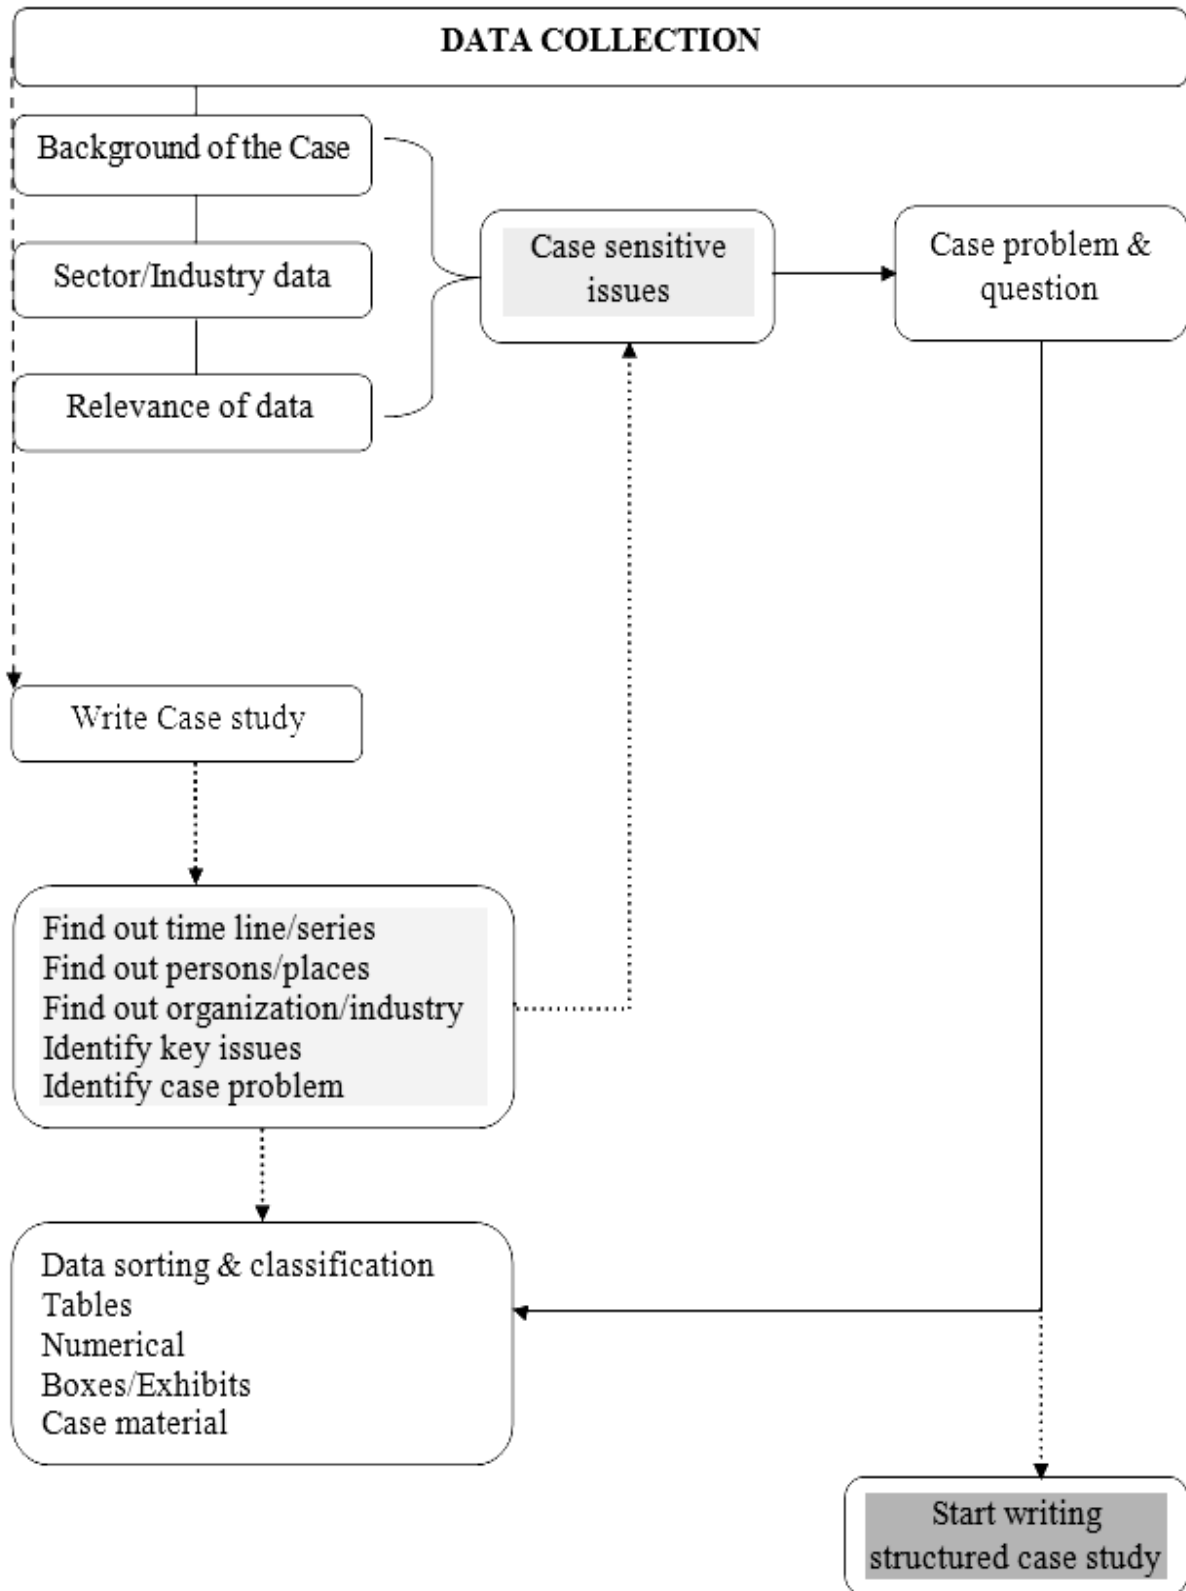 DATA COLLECTION
Background of the Case
Sector/Industry data
Relevance of data
Case sensitive
issues
Case problem &
question
Write Case study
Find out time line/series
Find out persons/places
Find out organization/industry
Identify key issues
Identify case problem
Data sorting & classification
Tables
Numerical
Boxes/Exhibits
Case material
Start writing
structured case study